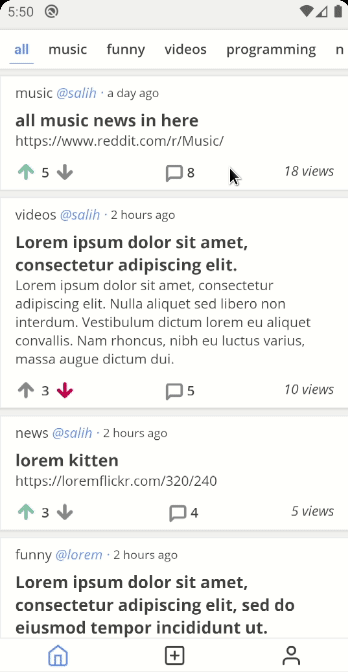 5:50
all music funny videos programming n
music @salih · a day ago
all music news in here
https://www.reddit.com/r/Music/
5 8 18 views
videos @salih · 2 hours ago
Lorem ipsum dolor sit amet,
consectetur adipiscing elit.
Lorem ipsum dolor sit amet, consectetur
adipiscing elit. Nulla aliquet sed libero non
interdum. Vestibulum dictum lorem eu aliquet
convallis. Nam rhoncus, nibh eu luctus varius,
massa augue dictum dui.
3 5 10 views
news @salih · 2 hours ago
lorem kitten
https://loremflickr.com/320/240
3 4 5 views
funny @lorem · 2 hours ago
Lorem ipsum dolor sit amet,
consectetur adipiscing elit, sed do
eiusmod tempor incididunt ut.